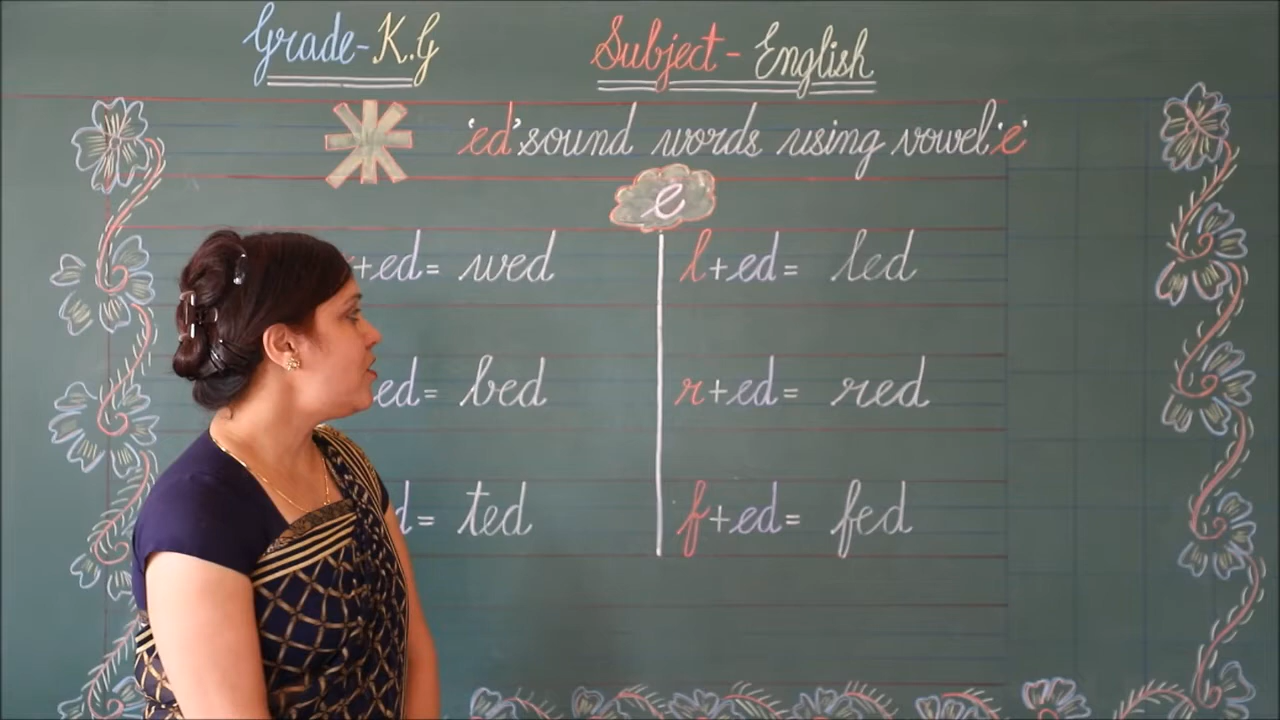 Grade-K.G
Subject-English
'ed' sound words using vowel 'e'
e
+ed= wed
l+ed= led
ed= bed
r+ed= red
d= ted
f+ed= fed